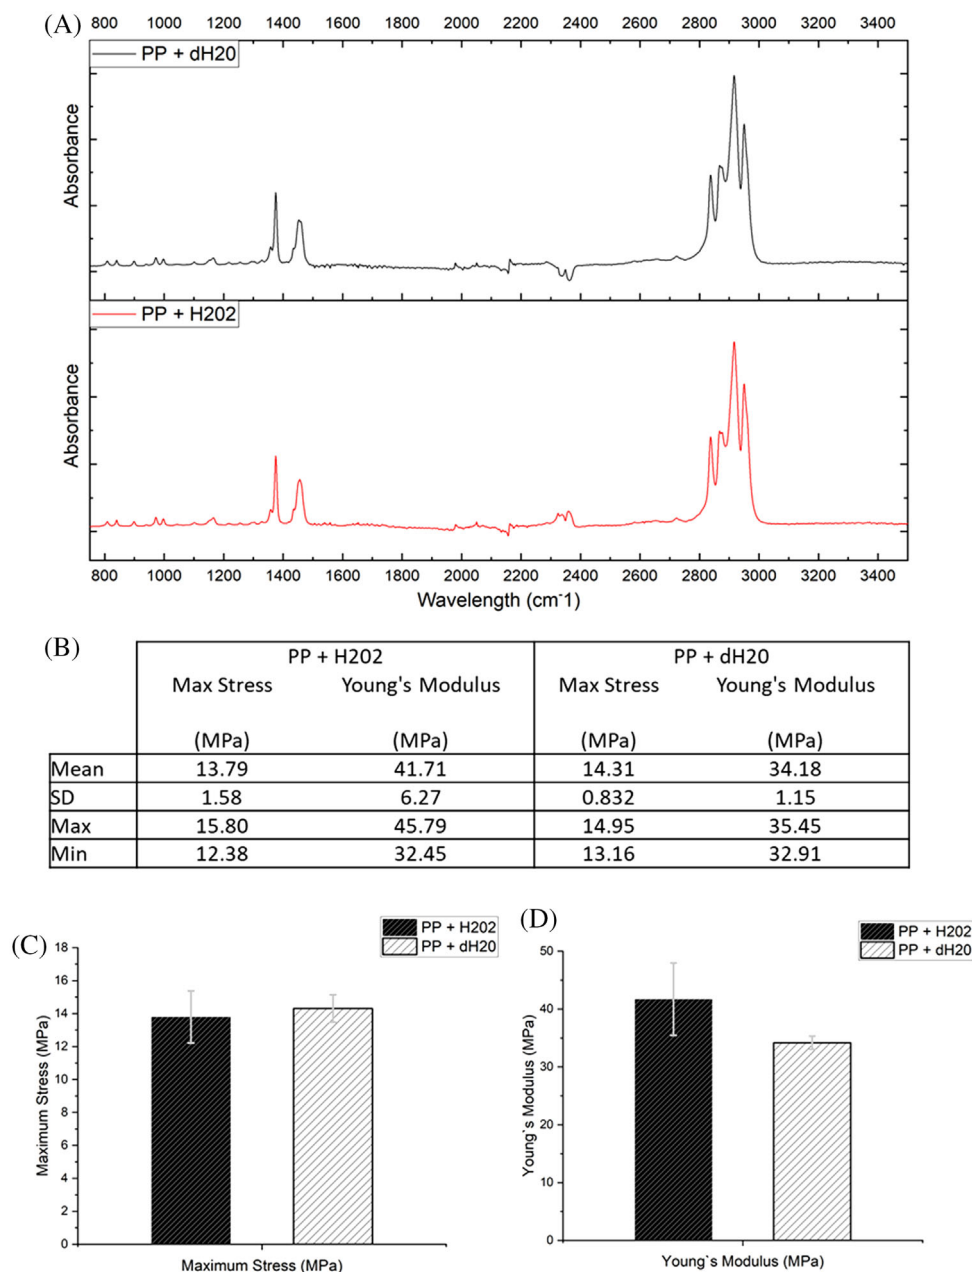 (A)
800 1000 1200 1400 1600 1800 2000 2200 2400 2600 2800 3000 3200 3400
PP + dH20
Absorbance
PP + H202
Absorbance
800 1000 1200 1400 1600 1800 2000 2200 2400 2600 2800 3000 3200 3400
Wavelength (cm-1)
(B)
PP + H202 PP + dH20
Max Stress Young's Modulus Max Stress Young's Modulus
(MPa) (MPa) (MPa) (MPa)
Mean 13.79 41.71 14.31 34.18
SD 1.58 6.27 0.832 1.15
Max 15.80 45.79 14.95 35.45
Min 12.38 32.45 13.16 32.91
(C)
PP + H202
PP + dH20
18
16
14
12
10
8
6
4
2
0
Maximum Stress (MPa)
Maximum Stress (MPa)
(D)
PP + H202
PP + dH20
50
40
30
20
10
0
Young`s Modulus (MPa)
Young`s Modulus (MPa)